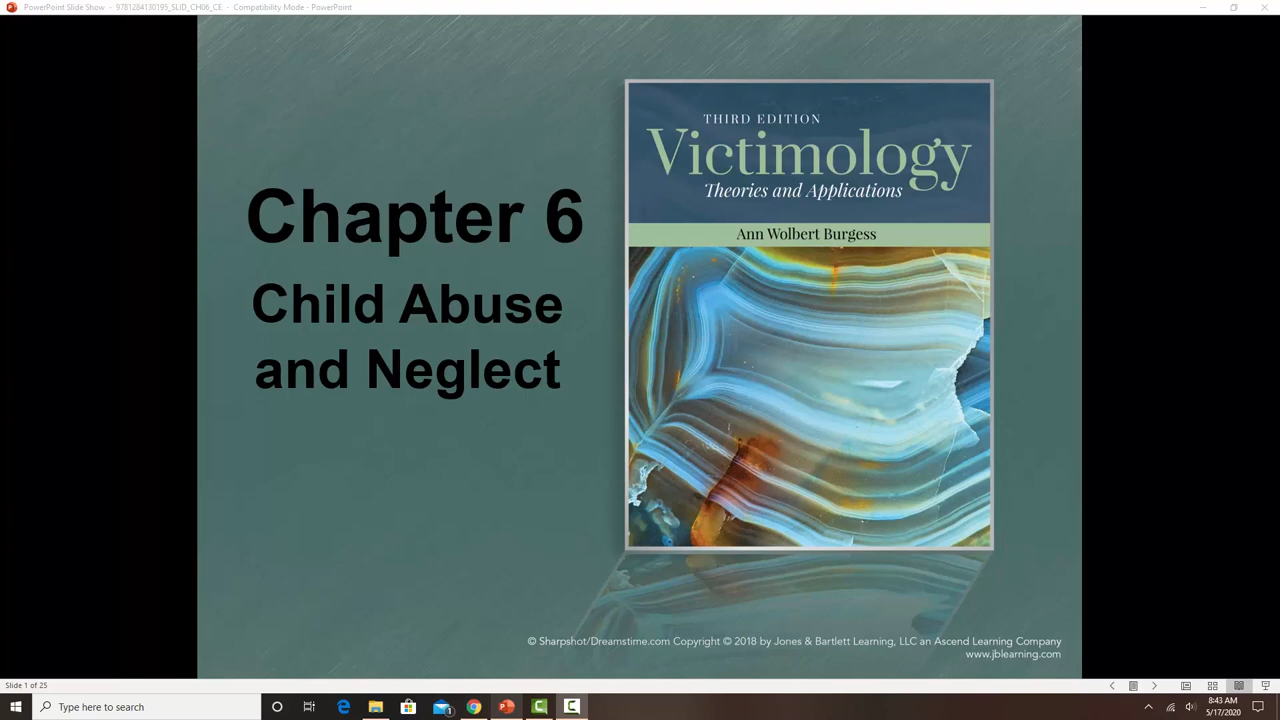 PowerPoint Slide Show - 9781284130195_SLID_CH06_CE - Compatibility Mode - PowerPoint
THIRD EDITION
Victimology
Theories and Applications
Ann Wolbert Burgess
Chapter 6
Child Abuse
and Neglect
© Sharpshot/Dreamstime.com Copyright © 2018 by Jones & Bartlett Learning, LLC an Ascend Learning Company
www.jblearning.com
Slide 1 of 25
Type here to search
1
8:43 AM
5/17/2020